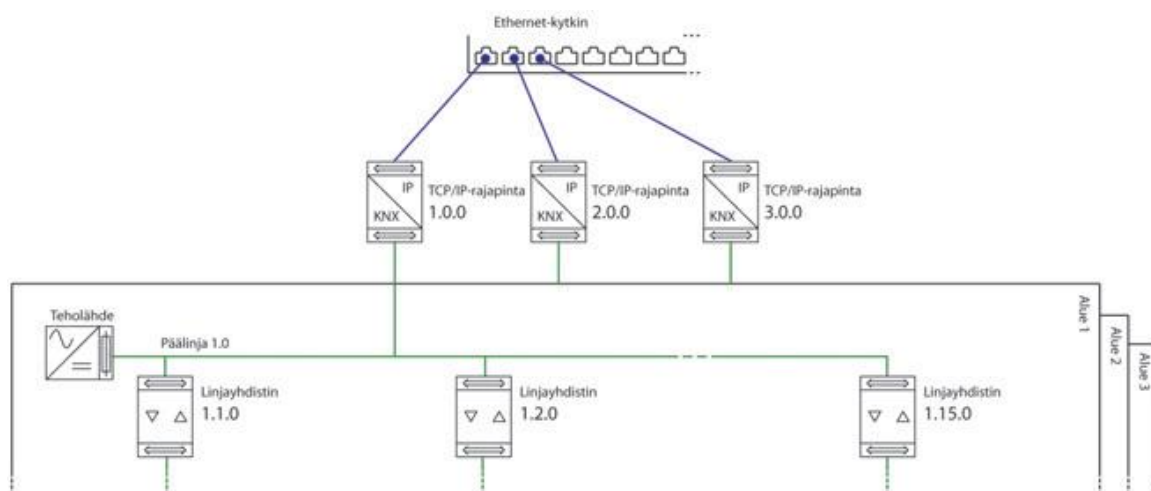 Ethernet-kytkin
IP
KNX
TCP/IP-rajapinta
1.0.0
IP
KNX
TCP/IP-rajapinta
2.0.0
IP
KNX
TCP/IP-rajapinta
3.0.0
Alue 1
Alue 2
Alue 3
Teholähde
Päälinja 1.0
Linjayhdistin
1.1.0
Linjayhdistin
1.2.0
Linjayhdistin
1.15.0